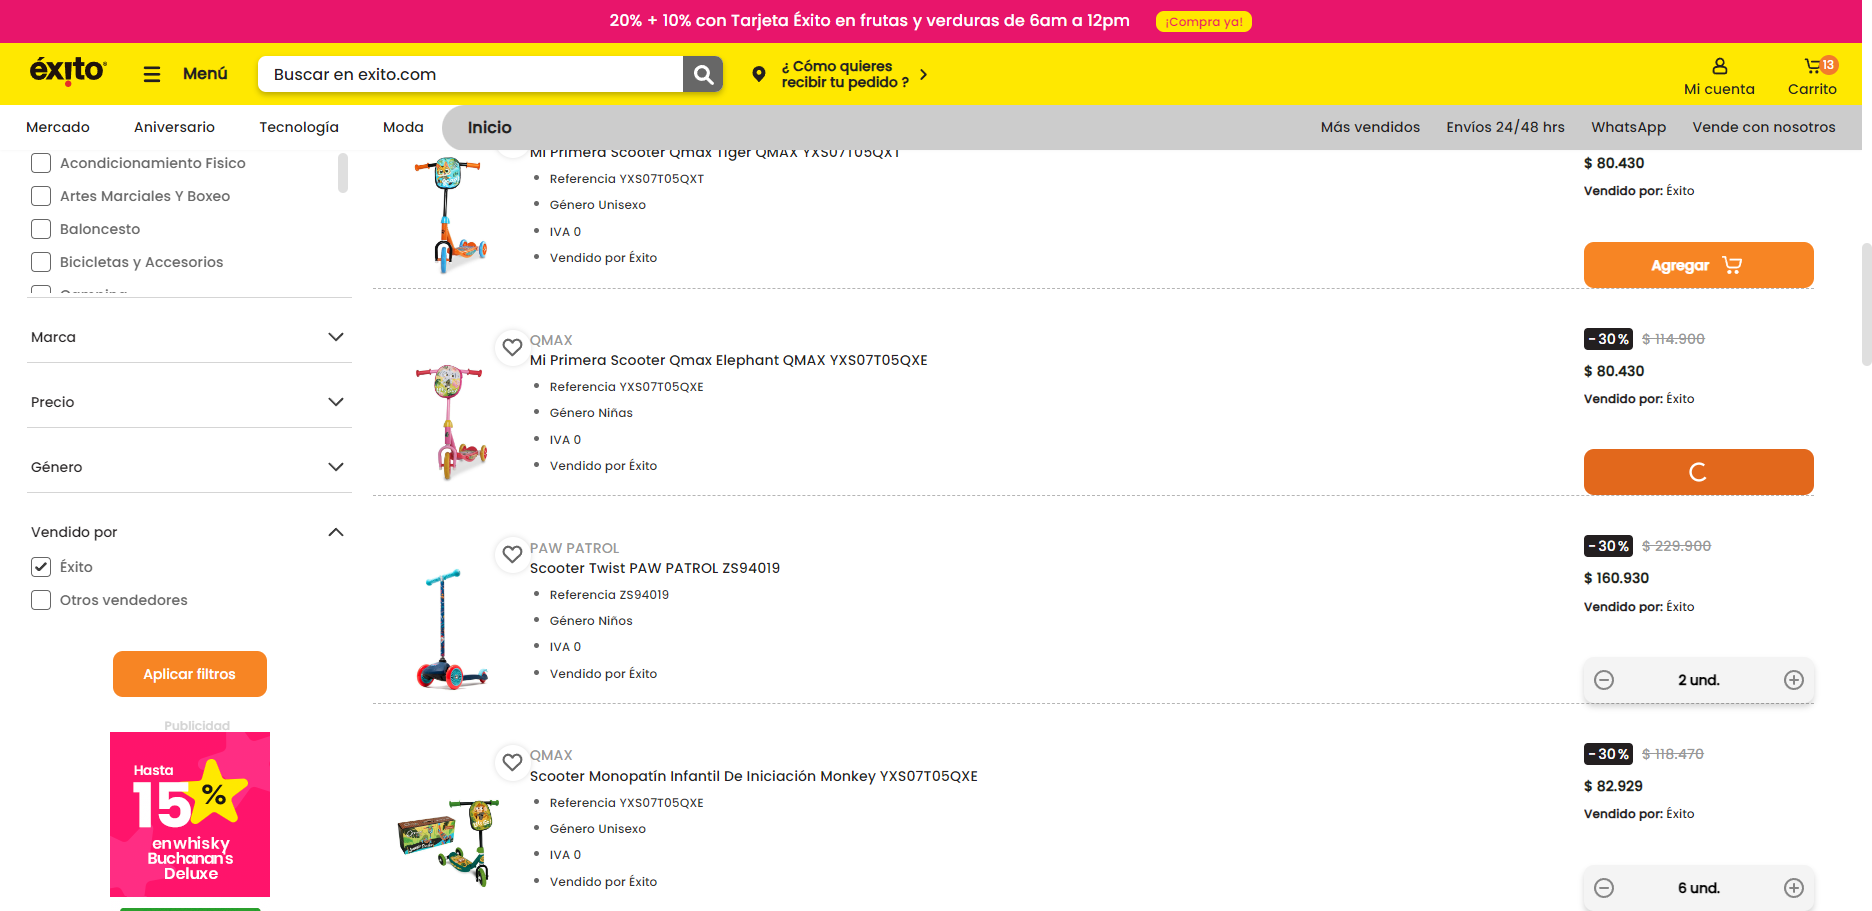 20% + 10% con Tarjeta Éxito en frutas y verduras de 6am a 12pm
¡Compra ya!
éxito
Menú
Buscar en exito.com
¿ Cómo quieres
recibir tu pedido ?
Mi cuenta
13
Carrito
Mercado
Aniversario
Tecnología
Moda
Inicio
Más vendidos
Envíos 24/48 hrs
WhatsApp
Vende con nosotros
Acondicionamiento Fisico
Artes Marciales Y Boxeo
Baloncesto
Bicicletas y Accesorios
Camping
Marca
Precio
Género
Vendido por
Éxito
Otros vendedores
Aplicar filtros
Publicidad
Hasta
15%
en whisky
Buchanan's
Deluxe
Mi Primera Scooter Qmax Tiger QMAX YXS07T05QXT
Referencia YXS07T05QXT
Género Unisexo
IVA 0
Vendido por Éxito
$ 80.430
Vendido por: Éxito
Agregar
QMAX
Mi Primera Scooter Qmax Elephant QMAX YXS07T05QXE
Referencia YXS07T05QXE
Género Niñas
IVA 0
Vendido por Éxito
-30% $ 114.900
$ 80.430
Vendido por: Éxito
PAW PATROL
Scooter Twist PAW PATROL ZS94019
Referencia ZS94019
Género Niños
IVA 0
Vendido por Éxito
-30% $ 229.900
$ 160.930
Vendido por: Éxito
2 und.
QMAX
Scooter Monopatín Infantil De Iniciación Monkey YXS07T05QXE
Referencia YXS07T05QXE
Género Unisexo
IVA 0
Vendido por Éxito
-30% $ 118.470
$ 82.929
Vendido por: Éxito
6 und.